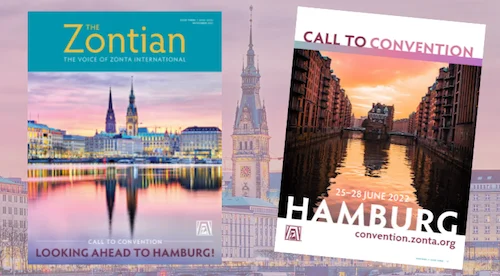 THE
Zontian
THE VOICE OF ZONTA INTERNATIONAL
CALL TO CONVENTION
LOOKING AHEAD TO HAMBURG!
CALL TO CONVENTION
25–28 JUNE 2022
HAMBURG
convention.zonta.org